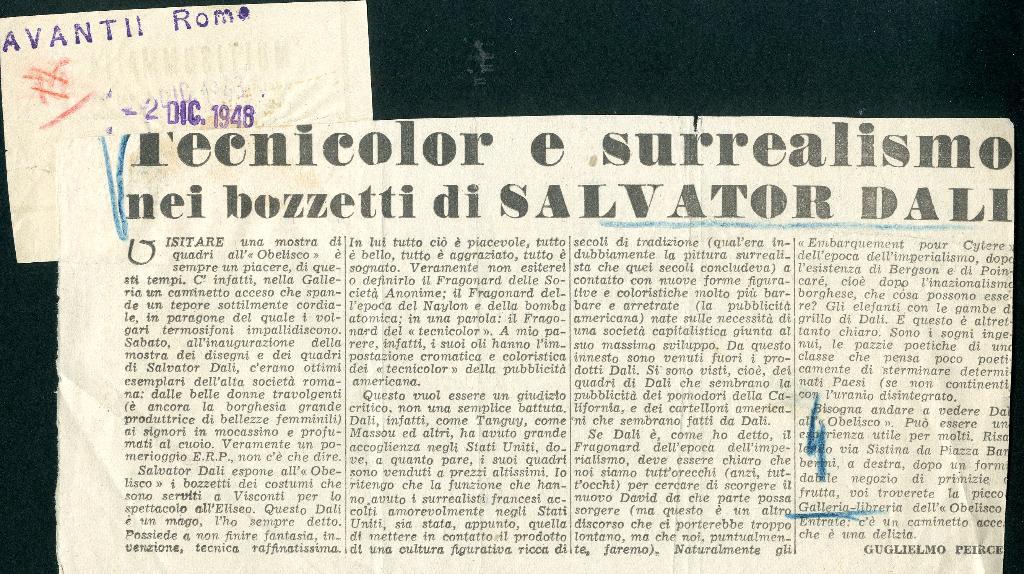 AVANTI! Roma
-2 DIC. 1948
Tecnicolor e surrealismo
nei bozzetti di SALVATOR DALI
VISITARE una mostra di
quadri all'« Obelisco » è
sempre un piacere, di que-
sti tempi. C' infatti, nella Galle-
ria un caminetto acceso che span-
de un tepore sottilmente cordia-
le, in paragone del quale i vol-
gari termosifoni impallidiscono.
Sabato, all'inaugurazione della
mostra dei disegni e dei quadri
di Salvator Dali, c'erano ottimi
esemplari dell'alta società roma-
na: dalle belle donne travolgenti
(è ancora la borghesia grande
produttrice di bellezze femminili)
ai signori in mocassino e profu-
mati al cuoio. Veramente un po-
merioggio E.R.P., non c'è che dire.
Salvator Dali espone all'« Obe-
lisco » i bozzetti dei costumi che
sono serviti a Visconti per lo
spettacolo all'Eliseo. Questo Dali
è un mago, l'ho sempre detto.
Possiede a non finire fantasia, in-
venzione, tecnica raffinatissima.
In lui tutto ciò è piacevole, tutto
è bello, tutto è aggraziato, tutto è
sognato. Veramente non esiterei
a definirlo il Fragonard delle So-
cietà Anonime; il Fragonard del-
l'epoca del Naylon e della bomba
atomica; in una parola: il Frago-
nard del « tecnicolor ». A mio pa-
rere, infatti, i suoi oli hanno l'im-
postazione cromatica e coloristica
dei « tecnicolor » della pubblicità
americana.
Questo vuol essere un giudizio
critico, non una semplice battuta.
Dali, infatti, come Tanguy, come
Massou ed altri, ha avuto grande
accoglienza negli Stati Uniti, do-
ve, a quanto pare, i suoi quadri
sono venduti a prezzi altissimi. Io
ritengo che la funzione che han-
no avuto i surrealisti francesi ac-
colti amorevolmente negli Stati
Uniti, sia stata, appunto, quella
di mettere in contatto il prodotto
di una cultura figurativa ricca di
secoli di tradizione (qual'era in-
dubbiamente la pittura surreali-
sta che quei secoli concludeva) a
contatto con nuove forme figura-
tive e coloristiche molto più bar-
bare e arretrate (la pubblicità
americana) nate sulle necessità di
una società capitalistica giunta al
suo massimo sviluppo. Da questo
innesto sono venuti fuori i pro-
dotti Dali. Si sono visti, cioè, dei
quadri di Dali che sembrano la
pubblicità dei pomodori della Ca-
lifornia, e dei cartelloni america-
ni che sembrano fatti da Dali.
Se Dali è, come ho detto, il
Fragonard dell'epoca dell'impe-
rialismo, deve essere chiaro che
noi siamo tutt'orecchi (anzi, tut-
t'occhi) per cercare di scorgere il
nuovo David da che parte possa
sorgere (ma questo è un altro
discorso che ci porterebbe troppo
lontano, ma che noi, puntualmen-
te, faremo). Naturalmente gli
« Embarquement pour Cytere »
dell'epoca dell'imperialismo, dopo
l'esistenza di Bergson e di Poin-
caré, cioè dopo l'inazionalismo
borghese, che cosa possono esse-
re? Gli elefanti con le gambe di
grillo di Dali. E questo è altret-
tanto chiaro. Sono i sogni inge-
nui, le pazzie poetiche di una
classe che pensa poco poeti-
camente di sterminare determi-
nati Paesi (se non continenti)
con l'uranio disintegrato.
Bisogna andare a vedere Dali
al « Obelisco ». Può essere un'
esperienza utile per molti. Risa-
lendo via Sistina da Piazza Bar-
berini, a destra, dopo un formi-
dabile negozio di primizie di
frutta, voi troverete la piccola
Galleria-libreria dell'« Obelisco ».
Entrate: c'è un caminetto acceso
che è una delizia.
GUGLIELMO PEIRCE